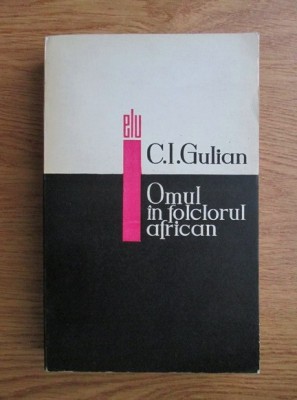 elu
C.I.Gulian
Omul
în folclorul
african